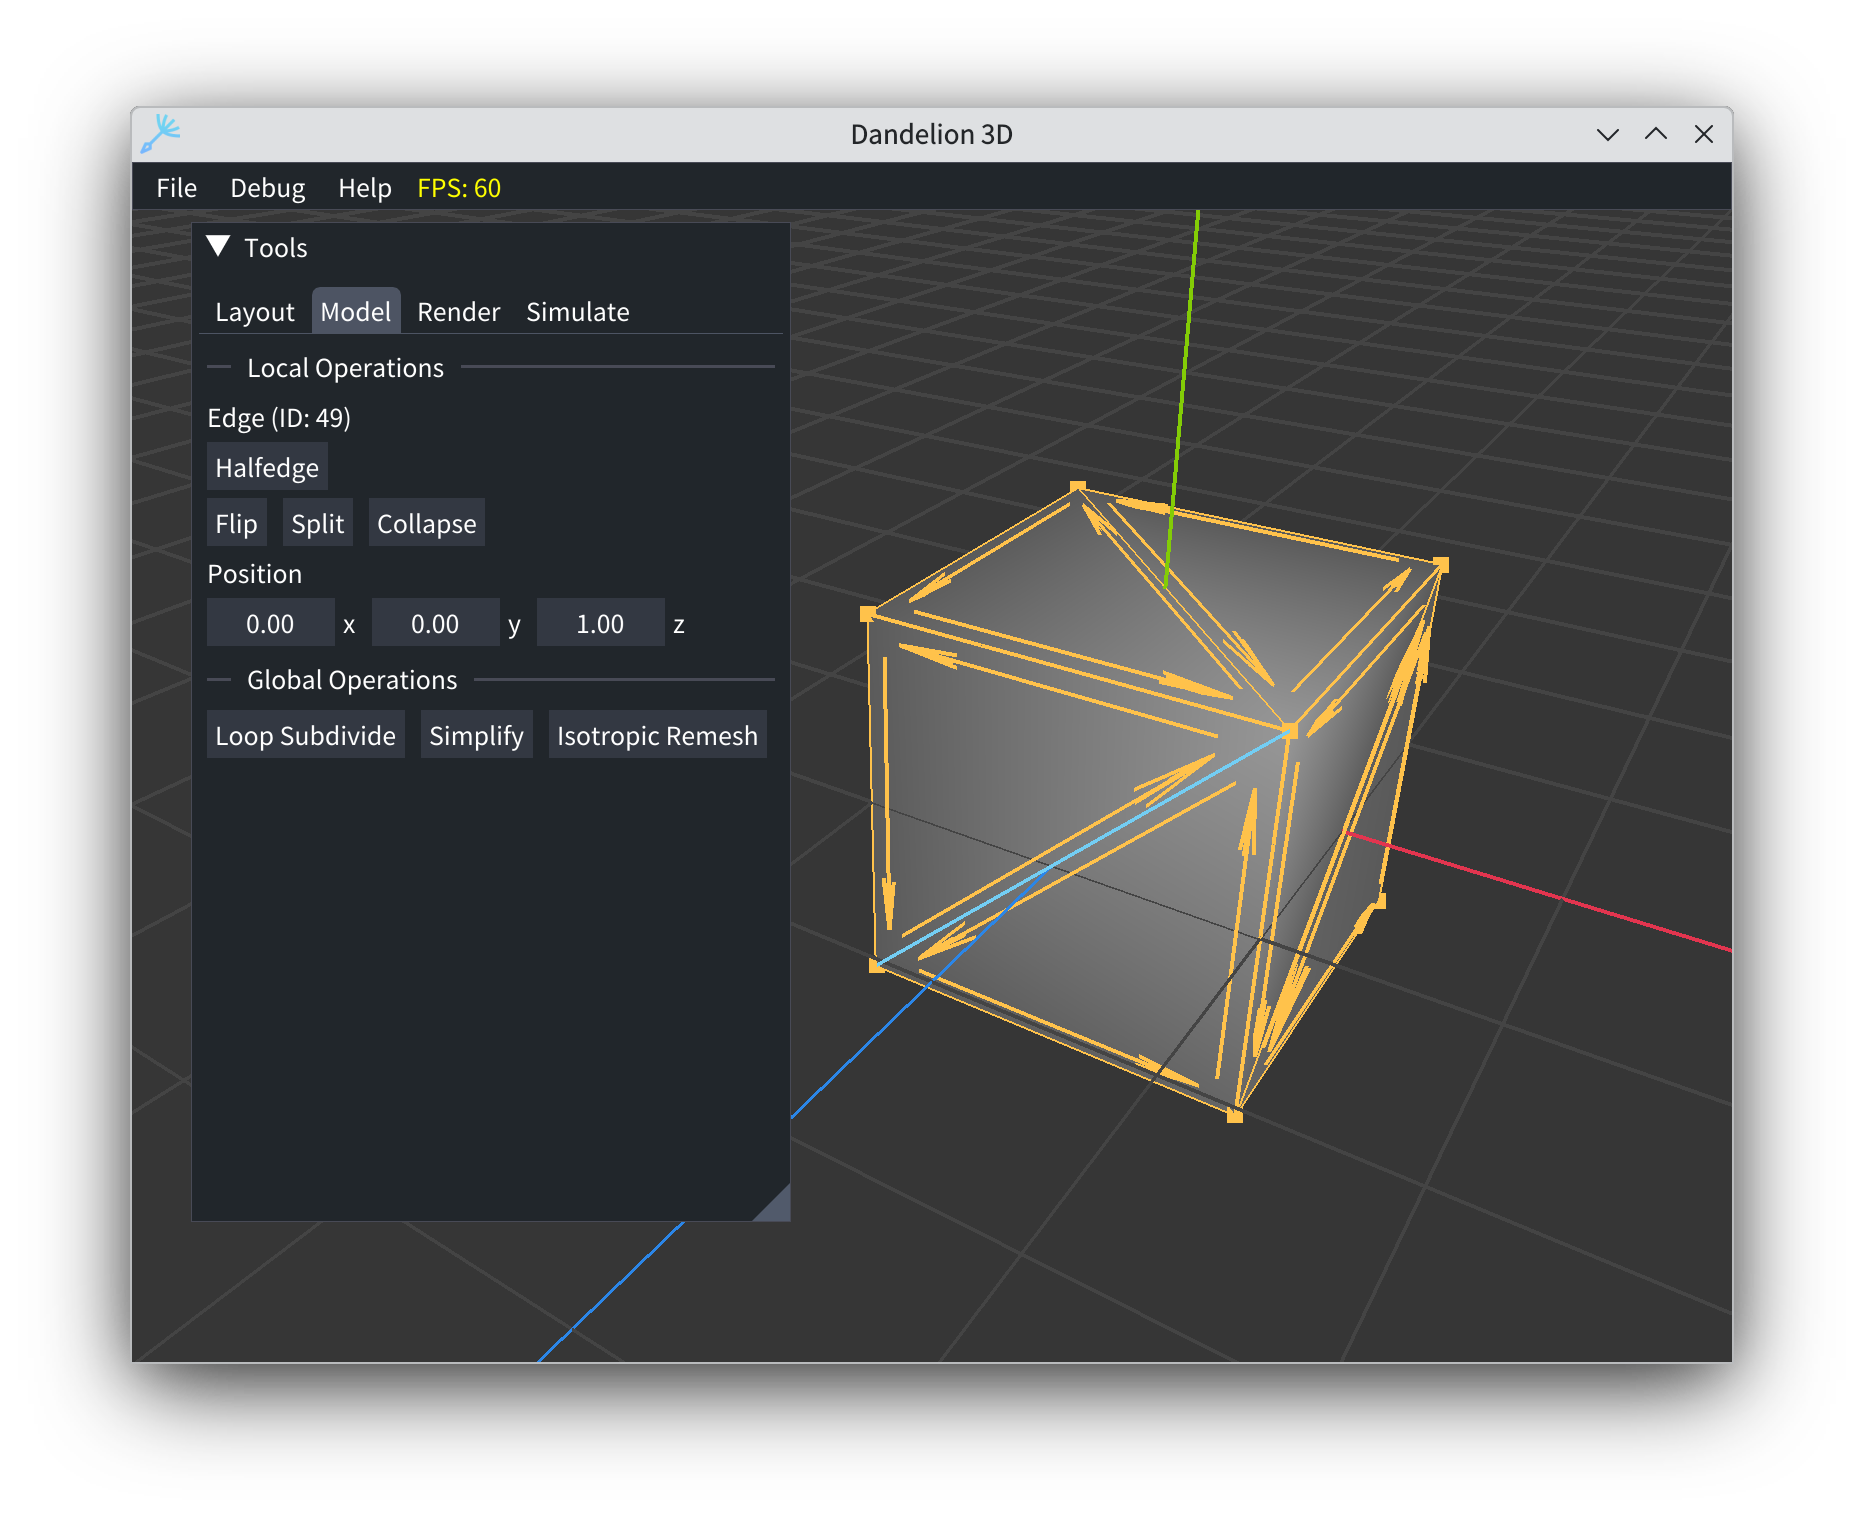 Dandelion 3D
File Debug Help FPS: 60
Tools
Layout Model Render Simulate
Local Operations
Edge (ID: 49)
Halfedge
Flip Split Collapse
Position
0.00 x 0.00 y 1.00 z
Global Operations
Loop Subdivide Simplify Isotropic Remesh